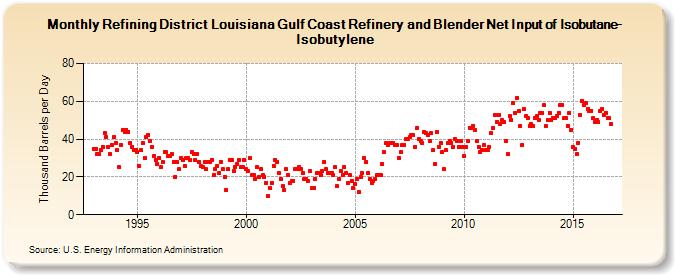 Monthly Refining District Louisiana Gulf Coast Refinery and Blender Net Input of Isobutane-
Isobutylene
Thousand Barrels per Day
80
60
40
20
0
1995
2000
2005
2010
2015
Source: U.S. Energy Information Administration